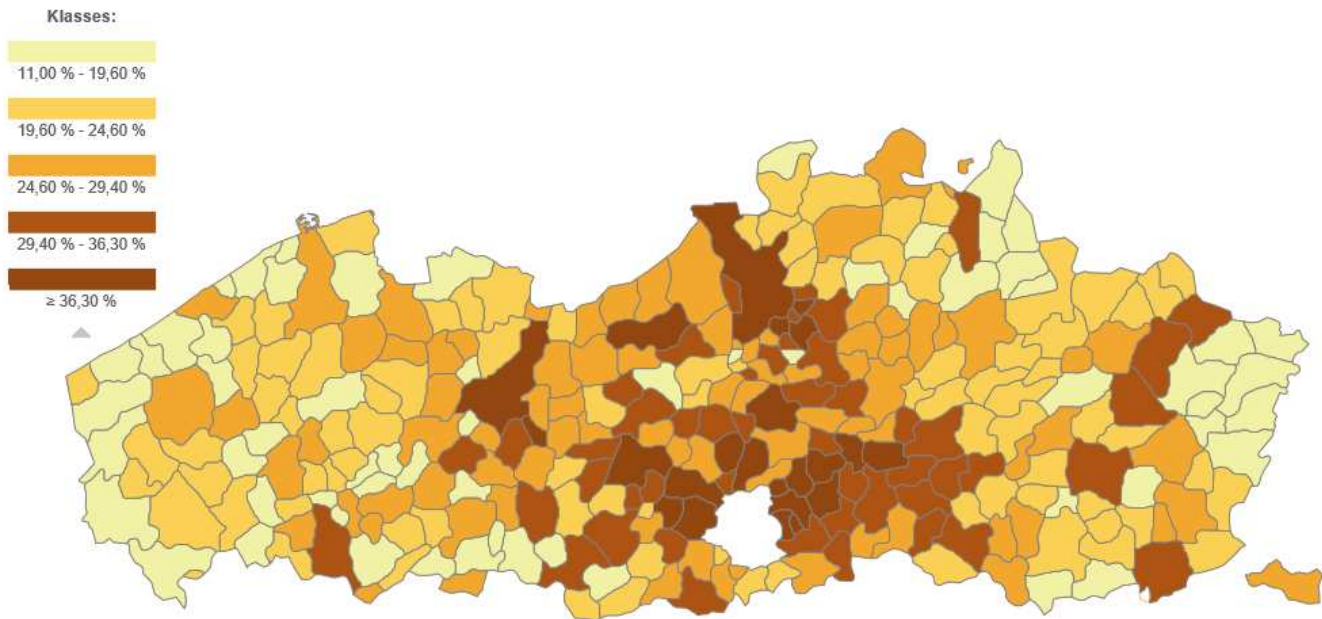 Klasses:
11,00 % - 19,60 %
19,60 % - 24,60 %
24,60 % - 29,40 %
29,40 % - 36,30 %
≥ 36,30 %